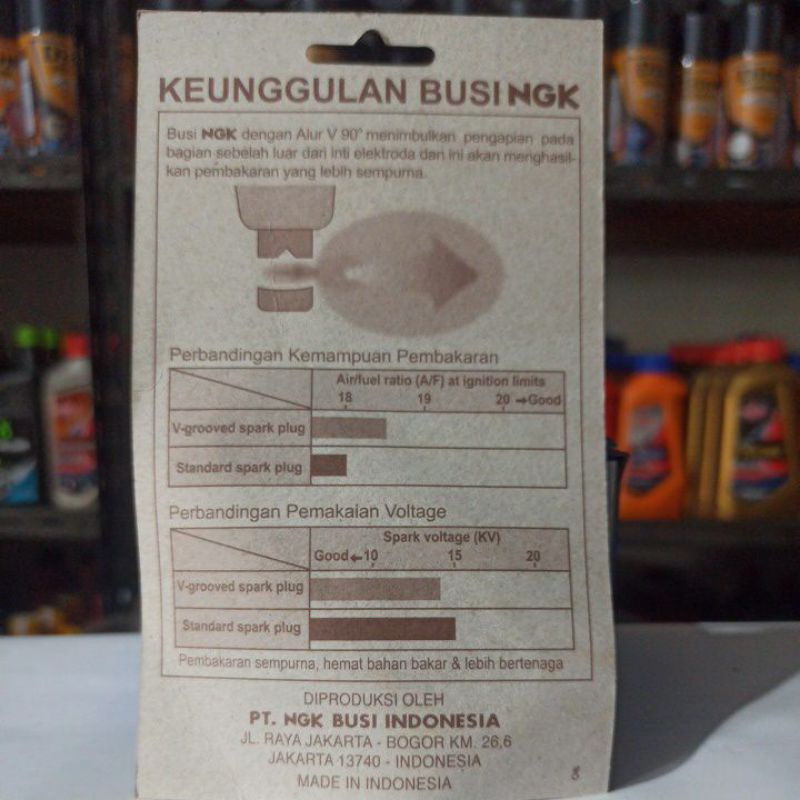 KEUNGGULAN BUSI NGK
Busi NGK dengan Alur V 90° menimbulkan pengapian pada
bagian sebelah luar dari inti elektroda dan ini akan menghasil-
kan pembakaran yang lebih sempurna.
Perbandingan Kemampuan Pembakaran
Air/fuel ratio (A/F) at ignition limits
18 19 20 →Good
V-grooved spark plug
Standard spark plug
Perbandingan Pemakaian Voltage
Spark voltage (KV)
Good←10 15 20
V-grooved spark plug
Standard spark plug
Pembakaran sempurna, hemat bahan bakar & lebih bertenaga
DIPRODUKSI OLEH
PT. NGK BUSI INDONESIA
JL. RAYA JAKARTA - BOGOR KM. 26,6
JAKARTA 13740 - INDONESIA
MADE IN INDONESIA